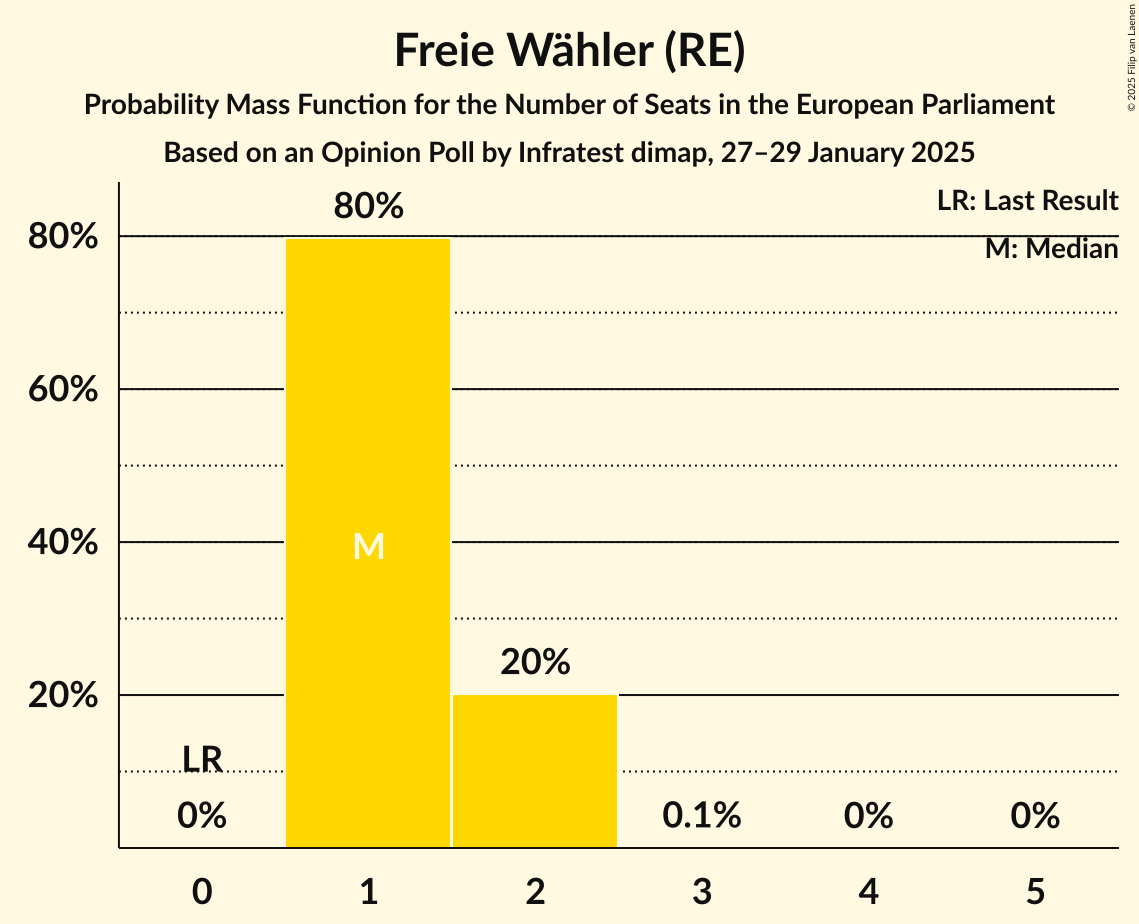 Freie Wähler (RE)
Probability Mass Function for the Number of Seats in the European Parliament
Based on an Opinion Poll by Infratest dimap, 27–29 January 2025
© 2025 Filip van Laenen
LR: Last Result
M: Median
80%
60%
40%
20%
80%
M
20%
LR
0%
0.1%
0%
0%
0 1 2 3 4 5